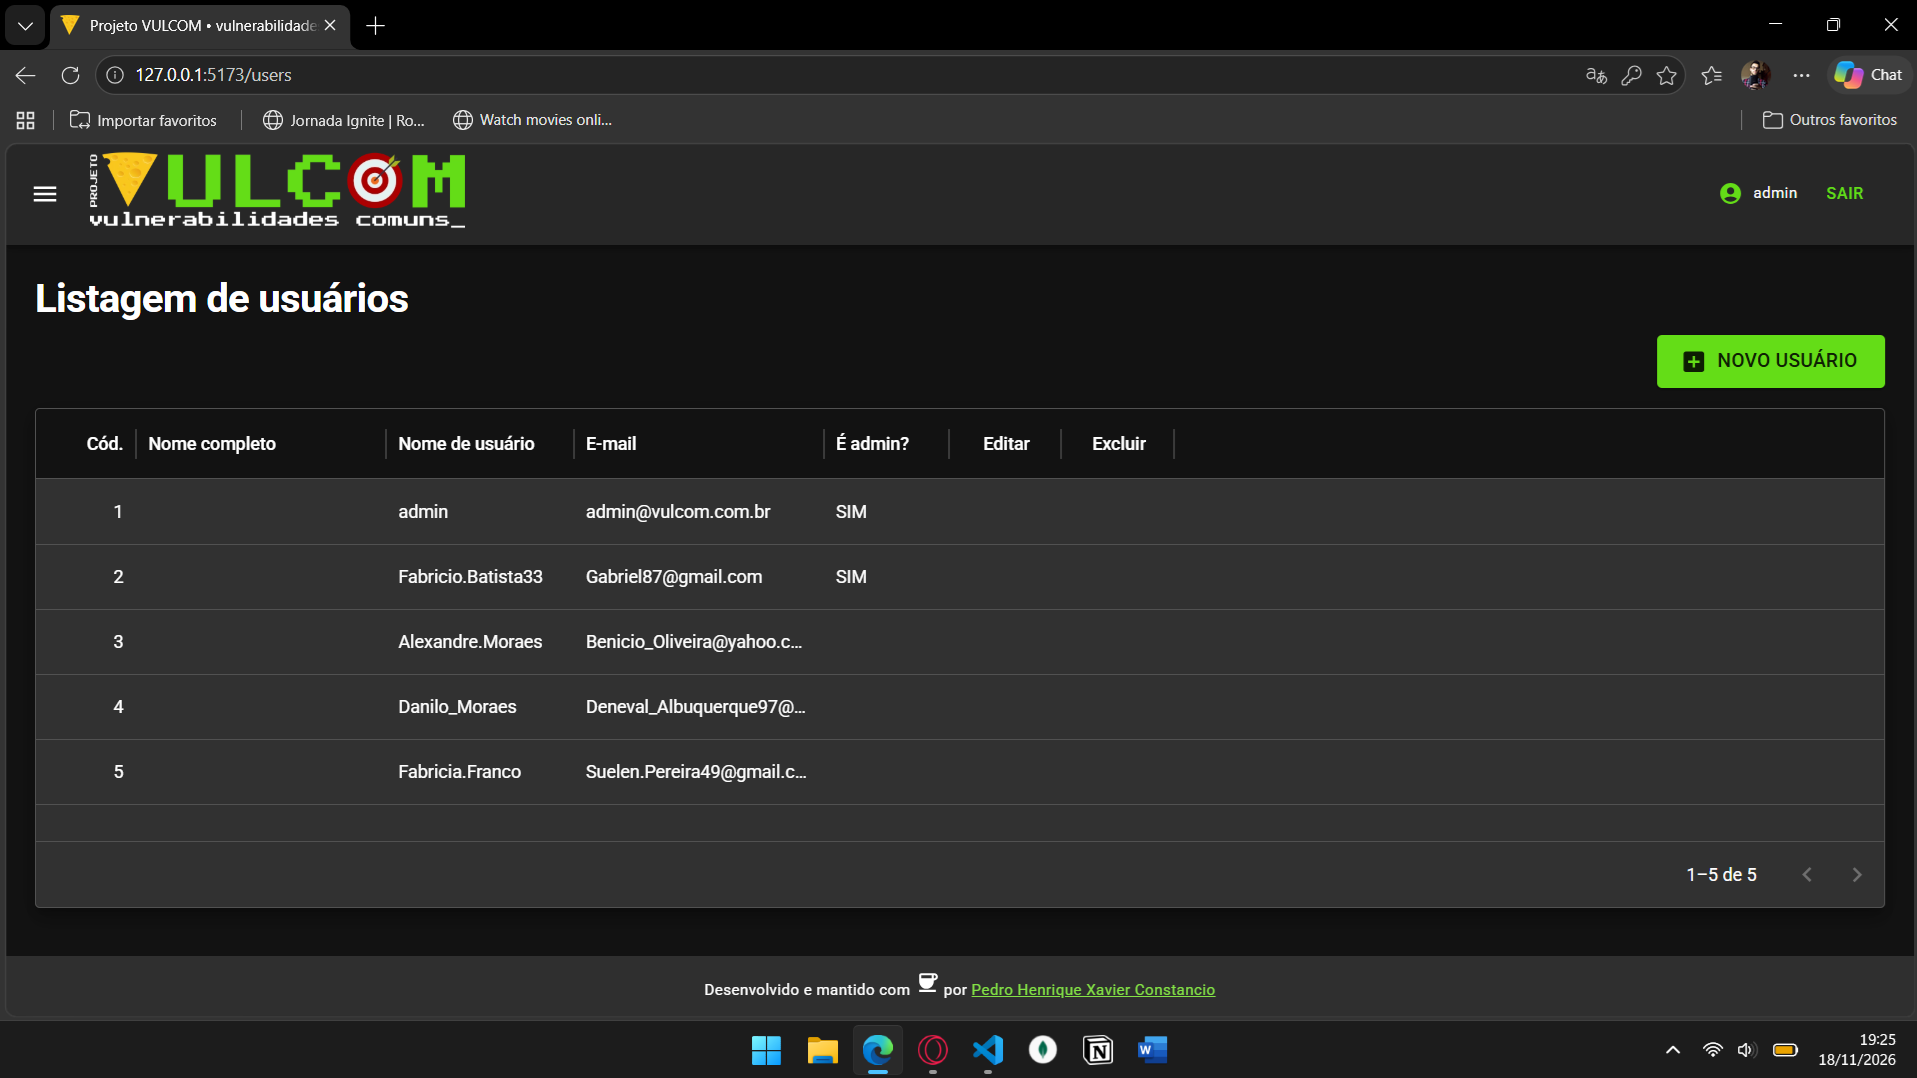 Projeto VULCOM • vulnerabilidade
127.0.0.1:5173/users
Chat
Importar favoritos
Jornada Ignite | Ro...
Watch movies onli...
Outros favoritos
PROJETO
VULCOM
vulnerabilidades comuns_
admin
SAIR
Listagem de usuários
NOVO USUÁRIO
Cód. Nome completo Nome de usuário E-mail É admin? Editar Excluir
1 admin admin@vulcom.com.br SIM
2 Fabricio.Batista33 Gabriel87@gmail.com SIM
3 Alexandre.Moraes Benicio_Oliveira@yahoo.c...
4 Danilo_Moraes Deneval_Albuquerque97@...
5 Fabricia.Franco Suelen.Pereira49@gmail.c...
1–5 de 5
Desenvolvido e mantido com por Pedro Henrique Xavier Constancio
19:25
18/11/2026